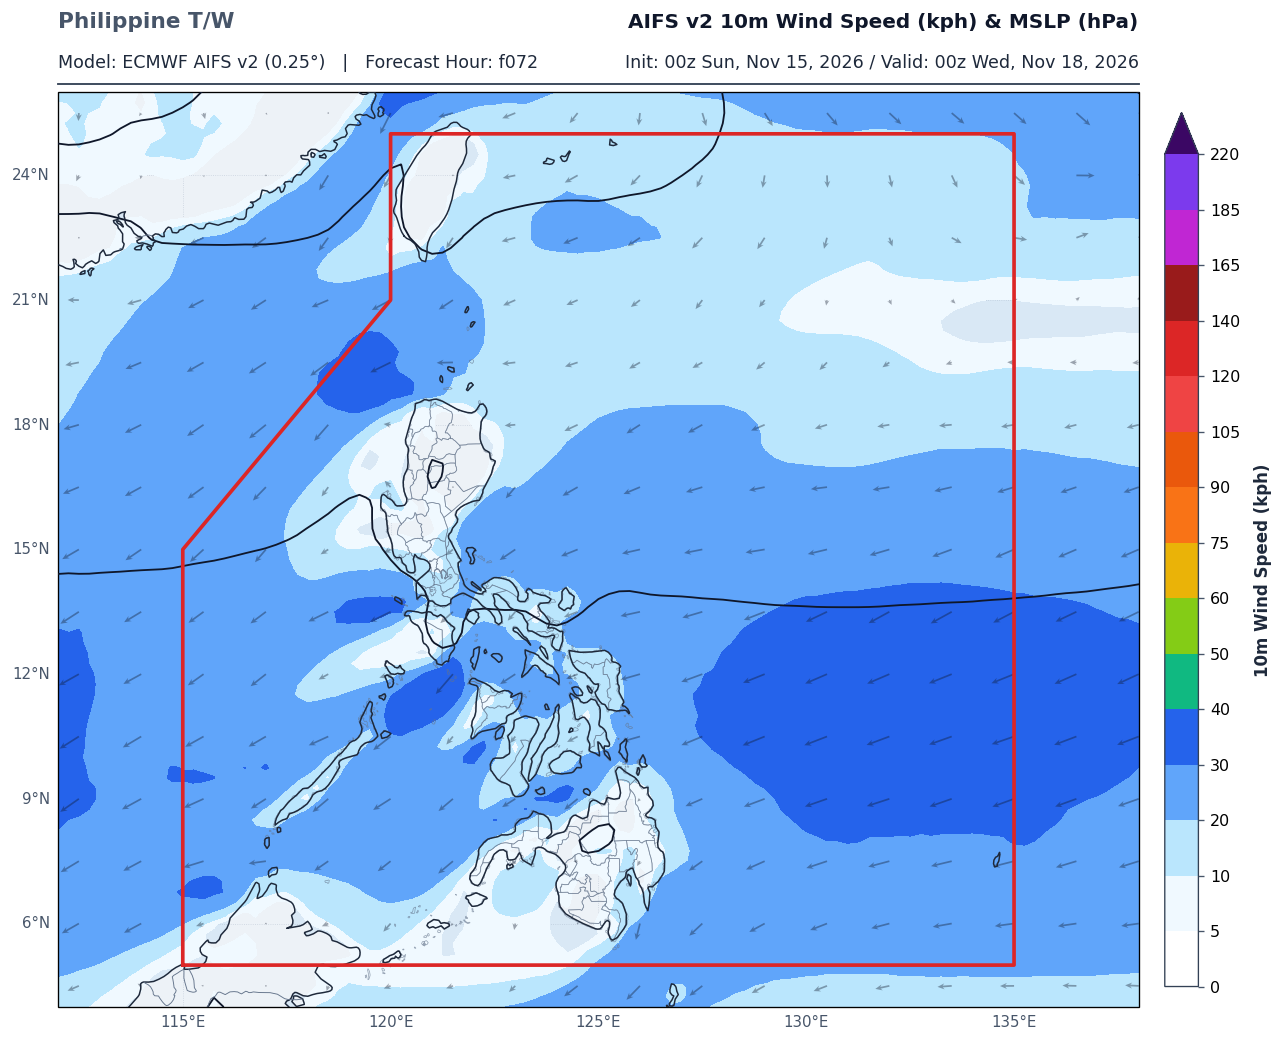 Philippine T/W
AIFS v2 10m Wind Speed (kph) & MSLP (hPa)
Model: ECMWF AIFS v2 (0.25°) | Forecast Hour: f072
Init: 00z Sun, Nov 15, 2026 / Valid: 00z Wed, Nov 18, 2026
24°N
21°N
18°N
15°N
12°N
9°N
6°N
115°E
120°E
125°E
130°E
135°E
220
185
165
140
120
105
90
75
60
50
40
30
20
10
5
0
10m Wind Speed (kph)